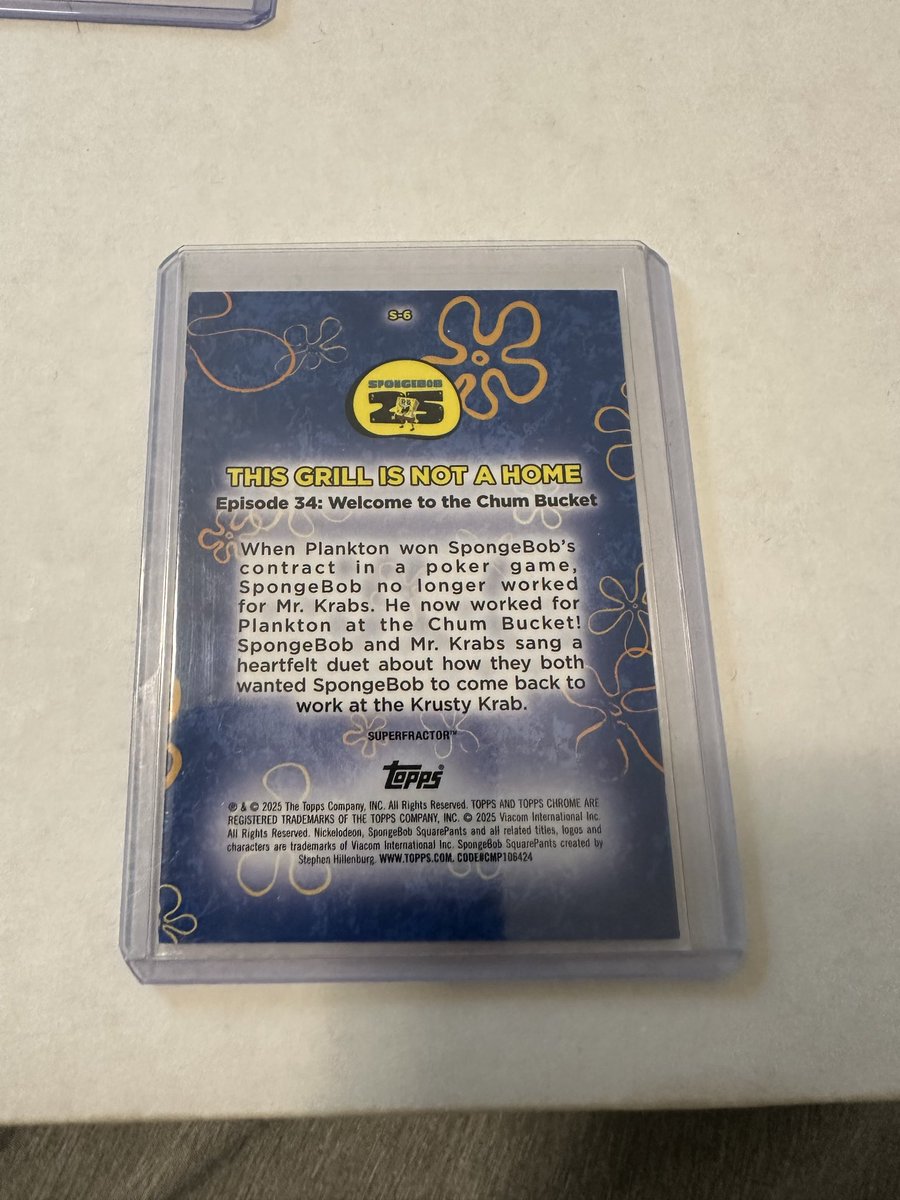 S-6
SPONGEBOB
25
THIS GRILL IS NOT A HOME
Episode 34: Welcome to the Chum Bucket
When Plankton won SpongeBob's
contract in a poker game,
SpongeBob no longer worked
for Mr. Krabs. He now worked for
Plankton at the Chum Bucket!
SpongeBob and Mr. Krabs sang a
heartfelt duet about how they both
wanted SpongeBob to come back to
work at the Krusty Krab.
SUPERFRACTOR™
topps®
℗ & © 2025 The Topps Company, INC. All Rights Reserved. TOPPS AND TOPPS CHROME ARE
REGISTERED TRADEMARKS OF THE TOPPS COMPANY, INC. © 2025 Viacom International Inc.
All Rights Reserved. Nickelodeon, SpongeBob SquarePants and all related titles, logos and
characters are trademarks of Viacom International Inc. SpongeBob SquarePants created by
Stephen Hillenburg. WWW.TOPPS.COM. CODE#CMP106424